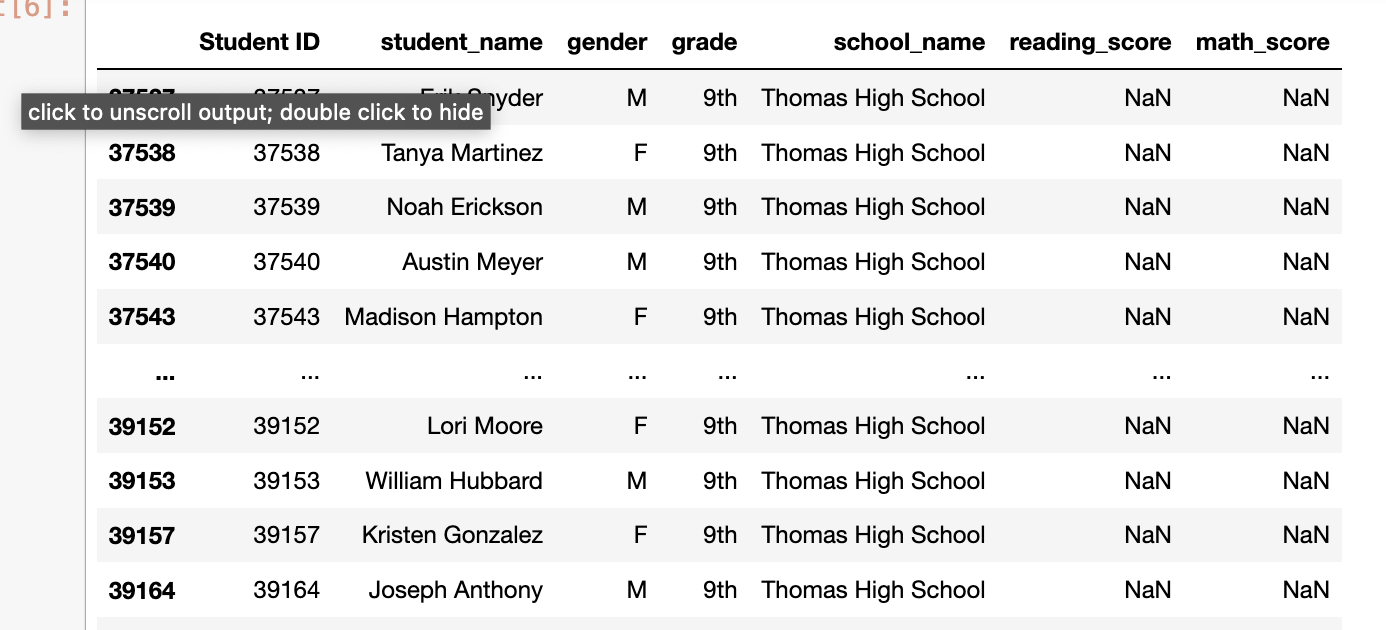 [6]:
Student ID student_name gender grade school_name reading_score math_score
Snyder M 9th Thomas High School NaN NaN
click to unscroll output; double click to hide
37538 37538 Tanya Martinez F 9th Thomas High School NaN NaN
37539 37539 Noah Erickson M 9th Thomas High School NaN NaN
37540 37540 Austin Meyer M 9th Thomas High School NaN NaN
37543 37543 Madison Hampton F 9th Thomas High School NaN NaN
... ... ... ... ... ... ... ...
39152 39152 Lori Moore F 9th Thomas High School NaN NaN
39153 39153 William Hubbard M 9th Thomas High School NaN NaN
39157 39157 Kristen Gonzalez F 9th Thomas High School NaN NaN
39164 39164 Joseph Anthony M 9th Thomas High School NaN NaN